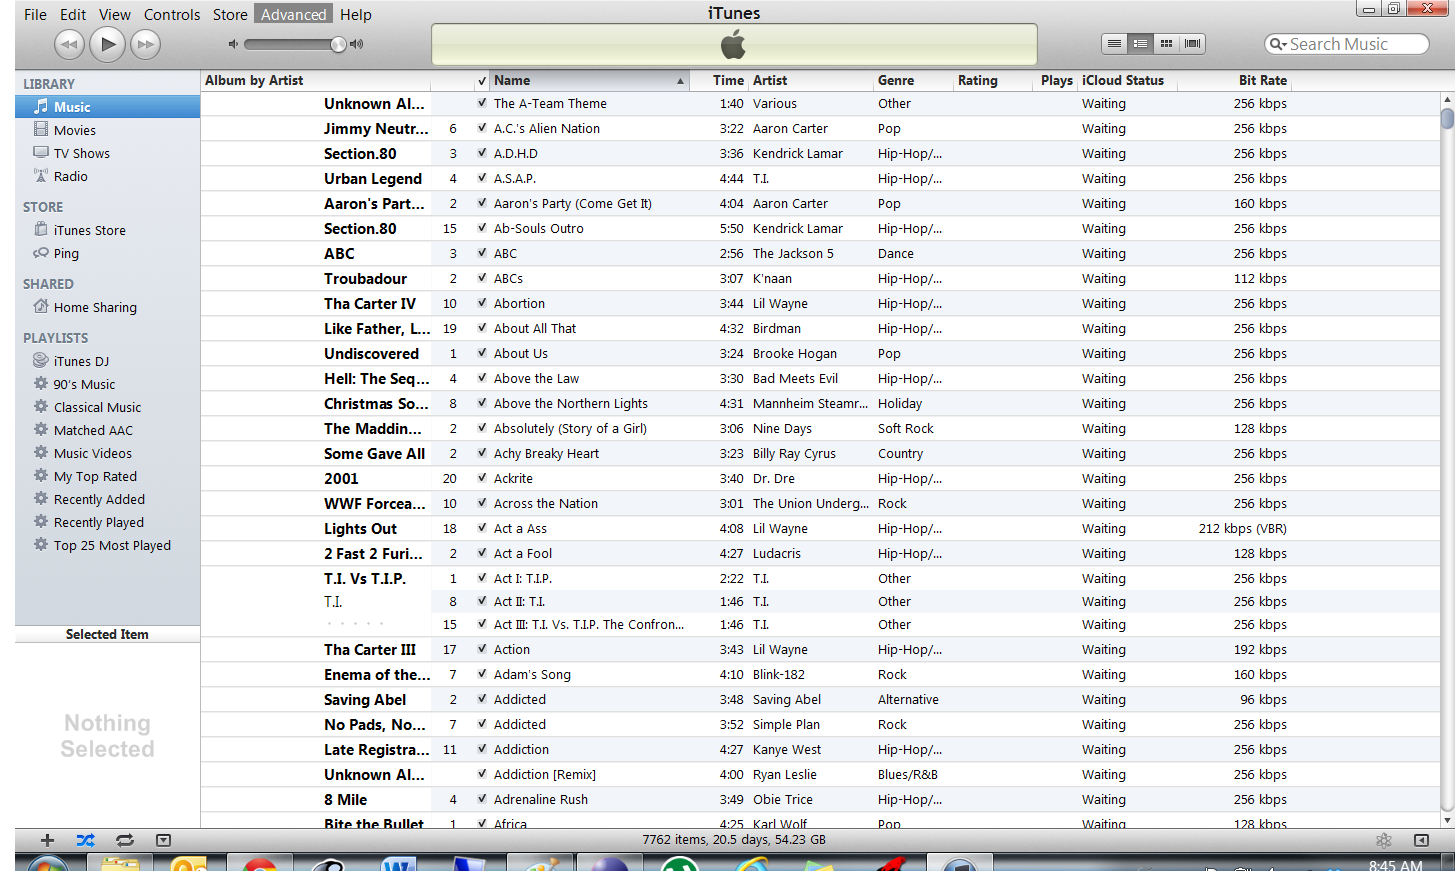 iTunes
File Edit View Controls Store Advanced Help
Search Music
LIBRARY
Music
Movies
TV Shows
Radio
STORE
iTunes Store
Ping
SHARED
Home Sharing
PLAYLISTS
iTunes DJ
90's Music
Classical Music
Matched AAC
Music Videos
My Top Rated
Recently Added
Recently Played
Top 25 Most Played
Selected Item
Nothing
Selected
Album by Artist Name Time Artist Genre Rating Plays iCloud Status Bit Rate
Unknown Al... The A-Team Theme 1:40 Various Other Waiting 256 kbps
Jimmy Neutr... 6 A.C.'s Alien Nation 3:22 Aaron Carter Pop Waiting 256 kbps
Section.80 3 A.D.H.D 3:36 Kendrick Lamar Hip-Hop/... Waiting 256 kbps
Urban Legend 4 A.S.A.P. 4:44 T.I. Hip-Hop/... Waiting 256 kbps
Aaron's Part... 2 Aaron's Party (Come Get It) 4:04 Aaron Carter Pop Waiting 160 kbps
Section.80 15 Ab-Souls Outro 5:50 Kendrick Lamar Hip-Hop/... Waiting 256 kbps
ABC 3 ABC 2:56 The Jackson 5 Dance Waiting 256 kbps
Troubadour 2 ABCs 3:07 K'naan Hip-Hop/... Waiting 112 kbps
Tha Carter IV 10 Abortion 3:44 Lil Wayne Hip-Hop/... Waiting 256 kbps
Like Father, L... 19 About All That 4:32 Birdman Hip-Hop/... Waiting 256 kbps
Undiscovered 1 About Us 3:24 Brooke Hogan Pop Waiting 256 kbps
Hell: The Seq... 4 Above the Law 3:30 Bad Meets Evil Hip-Hop/... Waiting 256 kbps
Christmas So... 8 Above the Northern Lights 4:31 Mannheim Steamr... Holiday Waiting 256 kbps
The Maddin... 2 Absolutely (Story of a Girl) 3:06 Nine Days Soft Rock Waiting 128 kbps
Some Gave All 2 Achy Breaky Heart 3:23 Billy Ray Cyrus Country Waiting 256 kbps
2001 20 Ackrite 3:40 Dr. Dre Hip-Hop/... Waiting 256 kbps
WWF Forcea... 10 Across the Nation 3:01 The Union Underg... Rock Waiting 256 kbps
Lights Out 18 Act a Ass 4:08 Lil Wayne Hip-Hop/... Waiting 212 kbps (VBR)
2 Fast 2 Furi... 2 Act a Fool 4:27 Ludacris Hip-Hop/... Waiting 128 kbps
T.I. Vs T.I.P. 1 Act I: T.I.P. 2:22 T.I. Other Waiting 256 kbps
T.I. 8 Act II: T.I. 1:46 T.I. Other Waiting 256 kbps
15 Act III: T.I. Vs. T.I.P. The Confron... 1:46 T.I. Other Waiting 256 kbps
Tha Carter III 17 Action 3:43 Lil Wayne Hip-Hop/... Waiting 192 kbps
Enema of the... 7 Adam's Song 4:10 Blink-182 Rock Waiting 160 kbps
Saving Abel 2 Addicted 3:48 Saving Abel Alternative Waiting 96 kbps
No Pads, No... 7 Addicted 3:52 Simple Plan Rock Waiting 256 kbps
Late Registra... 11 Addiction 4:27 Kanye West Hip-Hop/... Waiting 256 kbps
Unknown Al... Addiction [Remix] 4:00 Ryan Leslie Blues/R&B Waiting 256 kbps
8 Mile 4 Adrenaline Rush 3:49 Obie Trice Hip-Hop/... Waiting 256 kbps
Bite the Bullet 1 Africa 4:25 Karl Wolf Pop Waiting 128 kbps
7762 items, 20.5 days, 54.23 GB
8:45 AM